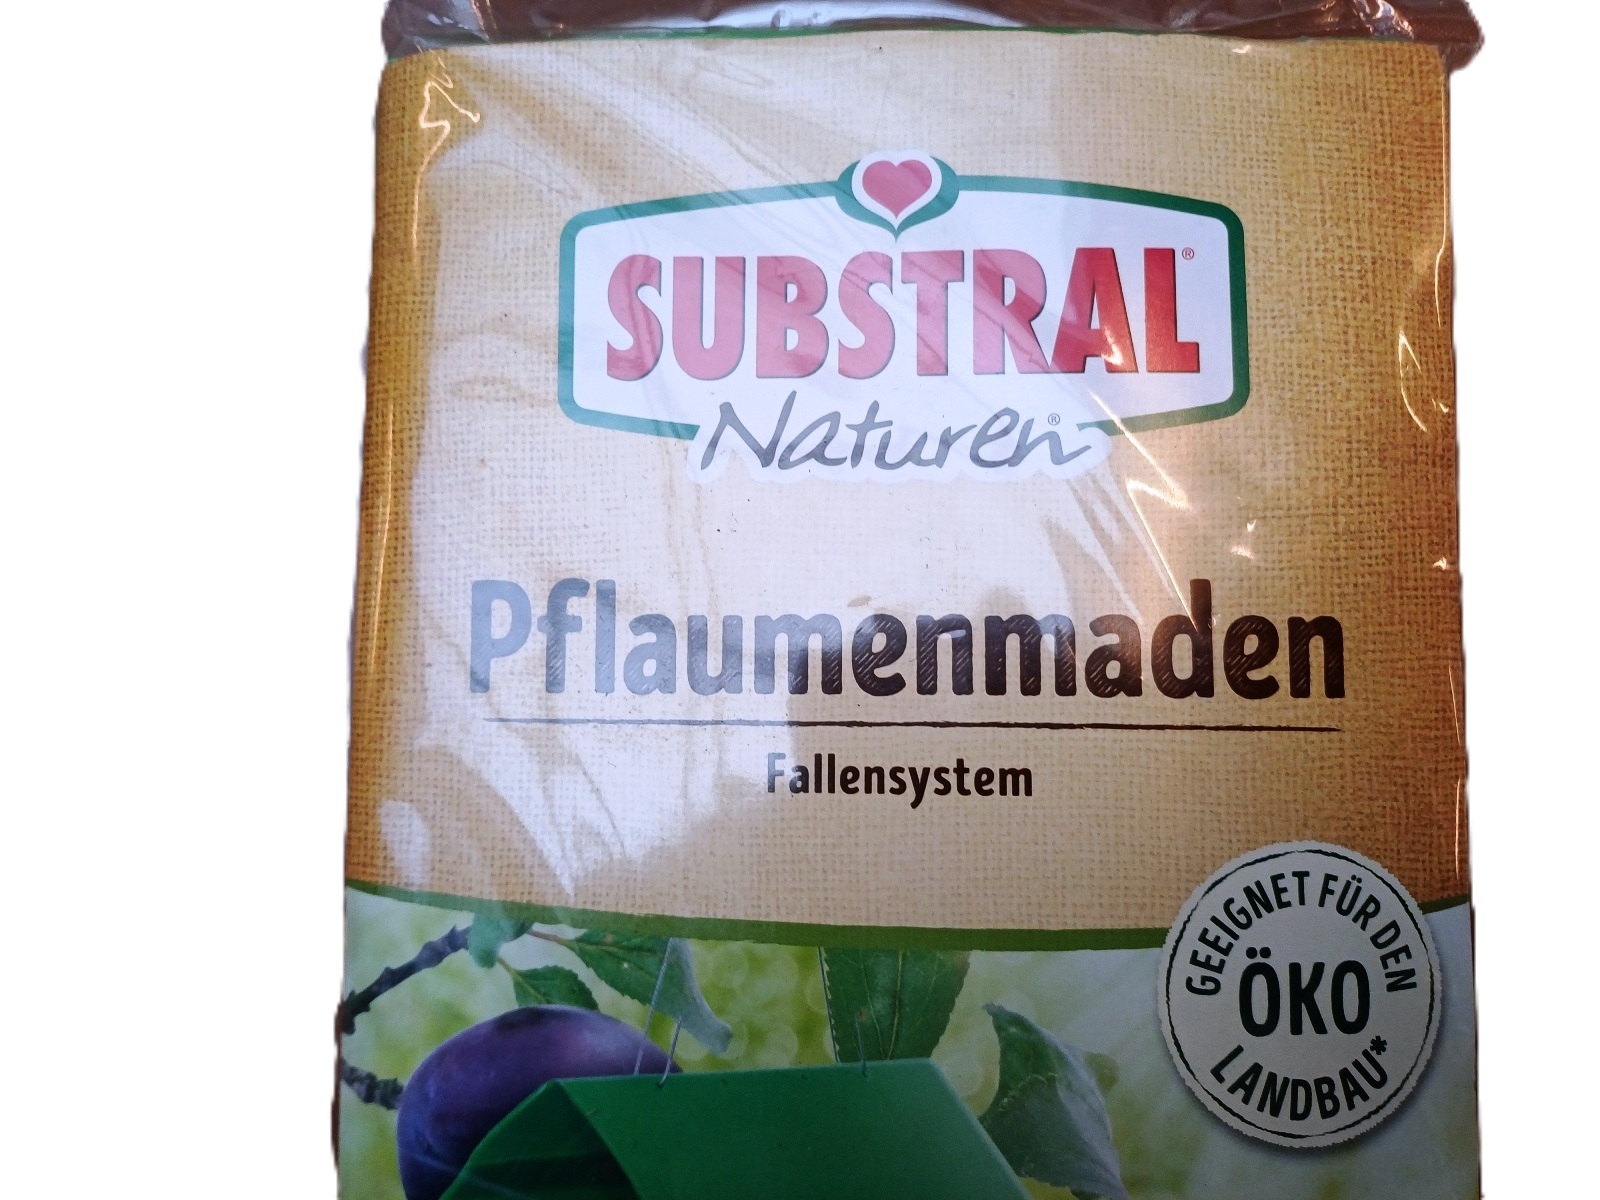 SUBSTRAL®
Naturen®
Pflaumenmaden
Fallensystem
GEEIGNET FÜR DEN
ÖKO
LANDBAU*